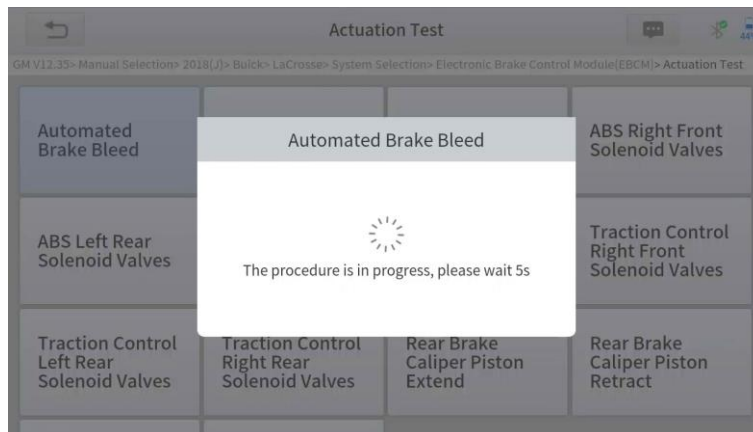 Actuation Test
44%
GM V12.35> Manual Selection> 2018(J)> Buick> LaCrosse> System Selection> Electronic Brake Control Module(EBCM)> Actuation Test
Automated
Brake Bleed
ABS Right Front
Solenoid Valves
Automated Brake Bleed
The procedure is in progress, please wait 5s
ABS Left Rear
Solenoid Valves
Traction Control
Right Front
Solenoid Valves
Traction Control
Left Rear
Solenoid Valves
Traction Control
Right Rear
Solenoid Valves
Rear Brake
Caliper Piston
Extend
Rear Brake
Caliper Piston
Retract